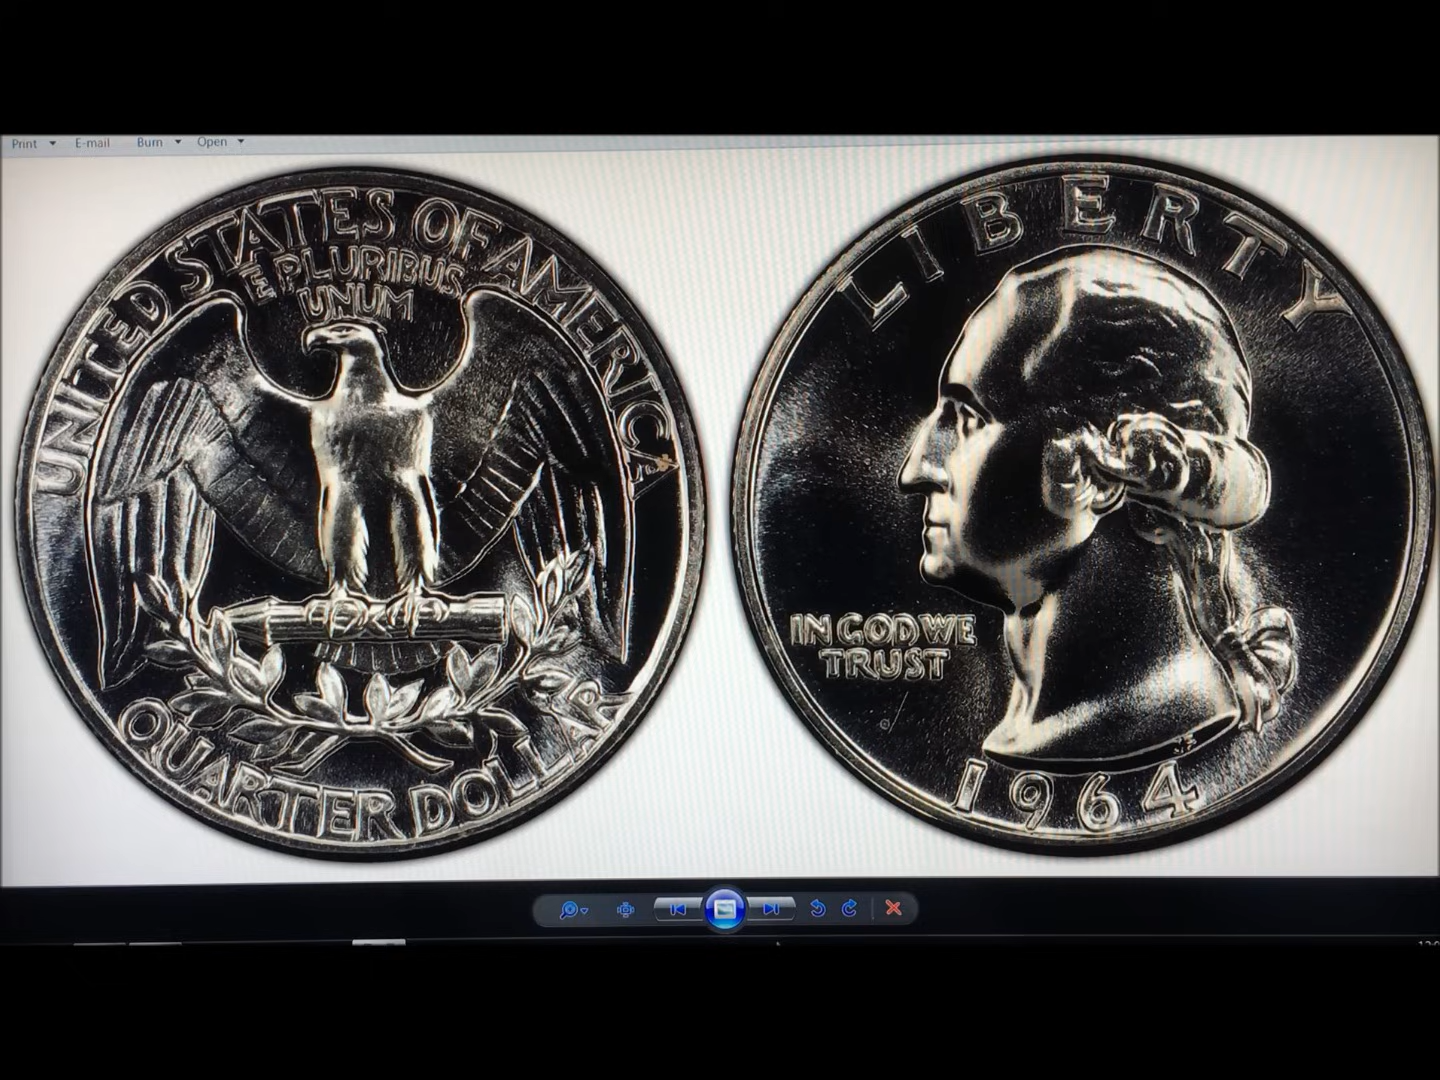 Print E-mail Burn Open
UNITED STATES OF AMERICA
E PLURIBUS
UNUM
QUARTER DOLLAR
LIBERTY
IN GOD WE
TRUST
1964